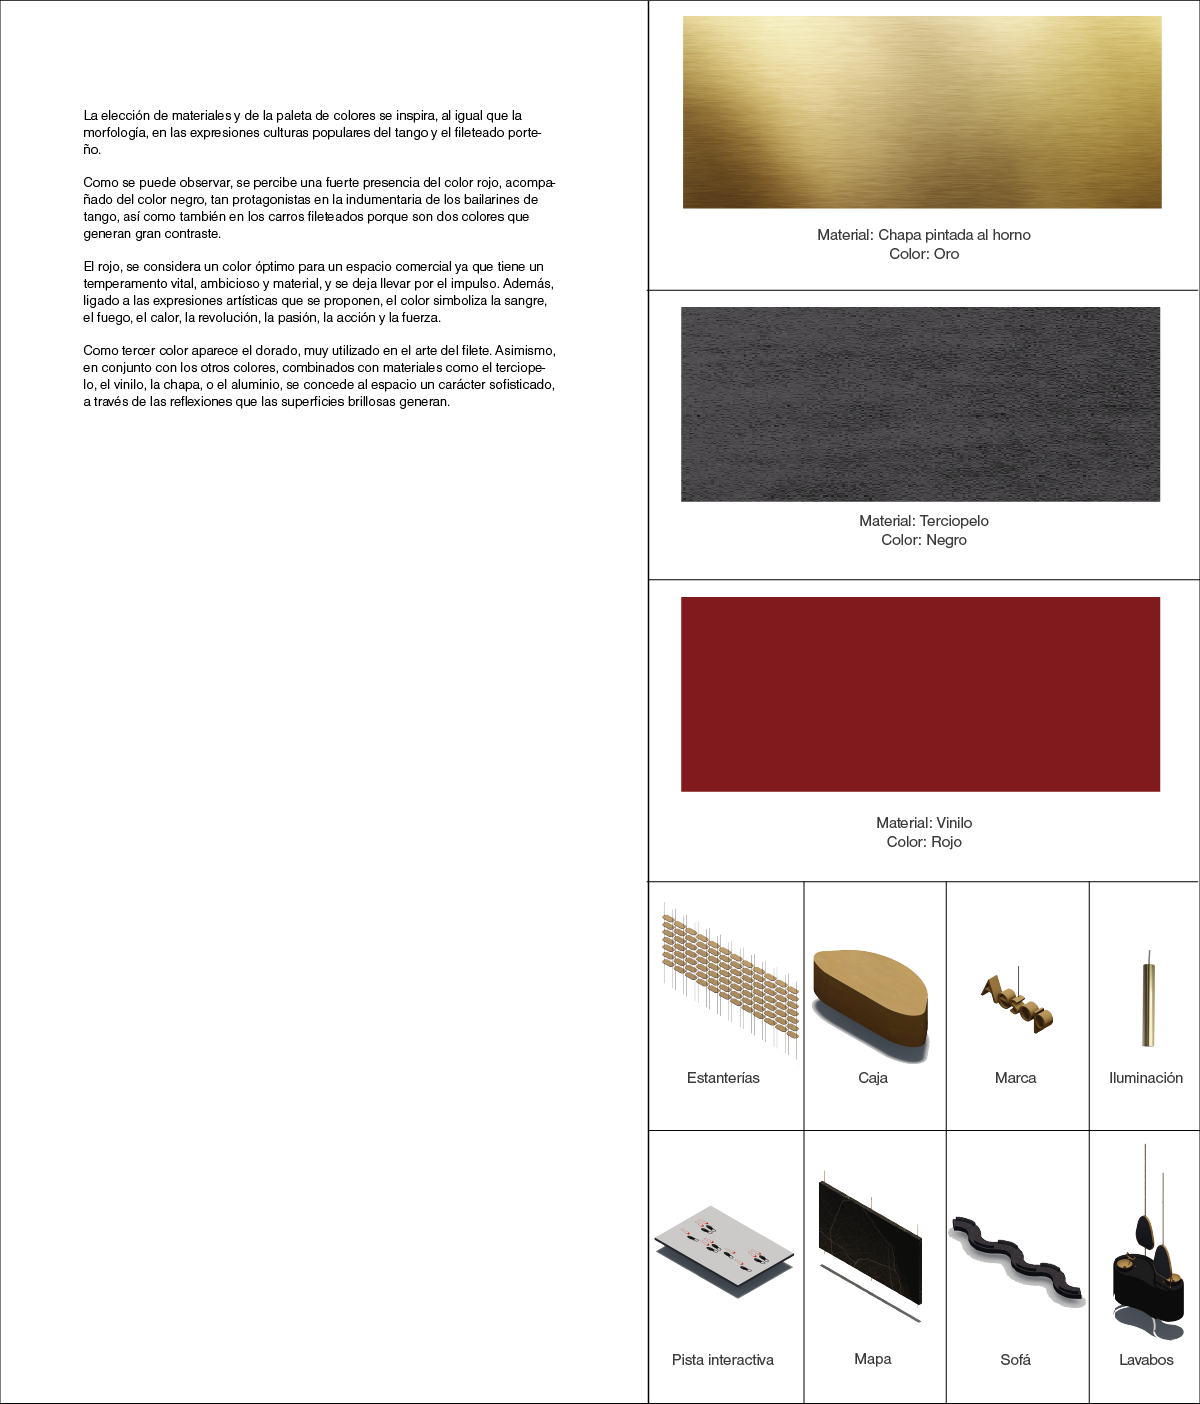 La elección de materiales y de la paleta de colores se inspira, al igual que la
morfología, en las expresiones culturas populares del tango y el fileteado porte-
ño.
Como se puede observar, se percibe una fuerte presencia del color rojo, acompa-
ñado del color negro, tan protagonistas en la indumentaria de los bailarines de
tango, así como también en los carros fileteados porque son dos colores que
generan gran contraste.
El rojo, se considera un color óptimo para un espacio comercial ya que tiene un
temperamento vital, ambicioso y material, y se deja llevar por el impulso. Además,
ligado a las expresiones artísticas que se proponen, el color simboliza la sangre,
el fuego, el calor, la revolución, la pasión, la acción y la fuerza.
Como tercer color aparece el dorado, muy utilizado en el arte del filete. Asimismo,
en conjunto con los otros colores, combinados con materiales como el terciope-
lo, el vinilo, la chapa, o el aluminio, se concede al espacio un carácter sofisticado,
a través de las reflexiones que las superficies brillosas generan.
Material: Chapa pintada al horno
Color: Oro
Material: Terciopelo
Color: Negro
Material: Vinilo
Color: Rojo
Estanterías
Caja
Marca
Iluminación
Pista interactiva
Mapa
Sofá
Lavabos